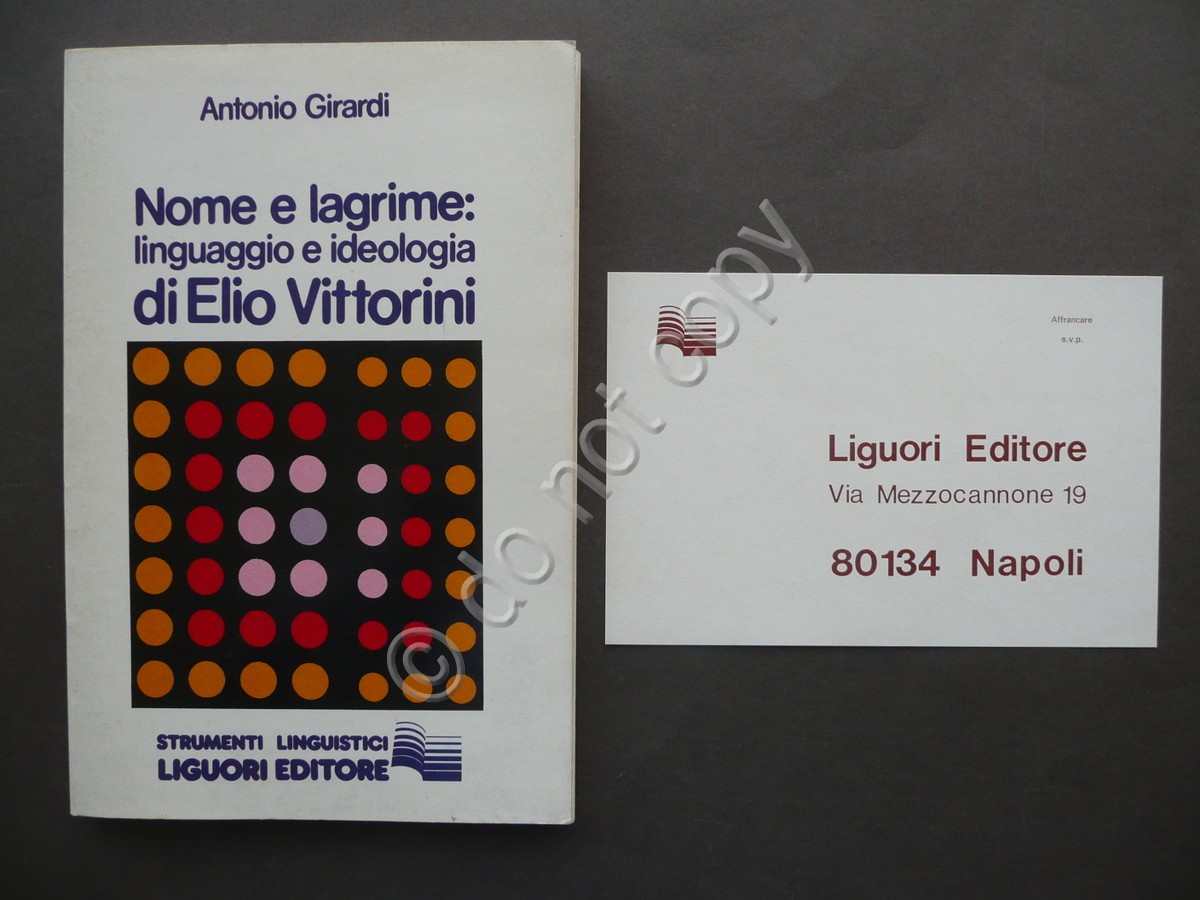 Antonio Girardi
Nome e lagrime:
linguaggio e ideologia
di Elio Vittorini
STRUMENTI LINGUISTICI
LIGUORI EDITORE
Affrancare
s.v.p.
Liguori Editore
Via Mezzocannone 19
80134 Napoli
© do not copy